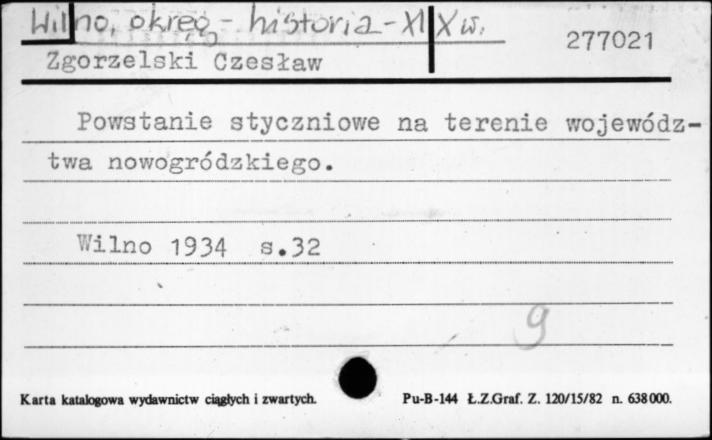 Wilno, okręg - historia - XIX w.
277021
Zgorzelski Czesław
Powstanie styczniowe na terenie wojewódz-
twa nowogródzkiego.
Wilno 1934 s.32
9
Karta katalogowa wydawnictw ciągłych i zwartych.
Pu-B-144 Ł.Z.Graf. Z. 120/15/82 n. 638000.